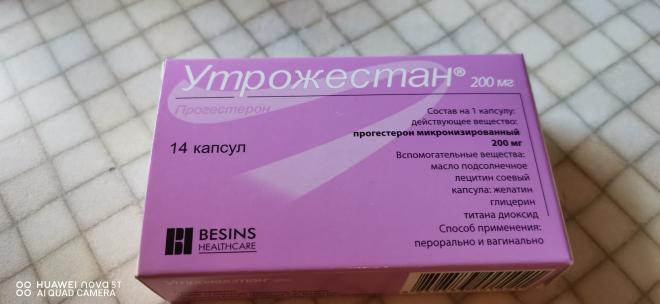 Утрожестан® 200 мг
Прогестерон
14 капсул
Состав на 1 капсулу:
действующее вещество:
прогестерон микронизированный
200 мг
Вспомогательные вещества:
масло подсолнечное
лецитин соевый
капсула: желатин
глицерин
титана диоксид
Способ применения:
перорально и вагинально
BESINS
HEALTHCARE
Утрожестан
HUAWEI nova 5T
AI QUAD CAMERA